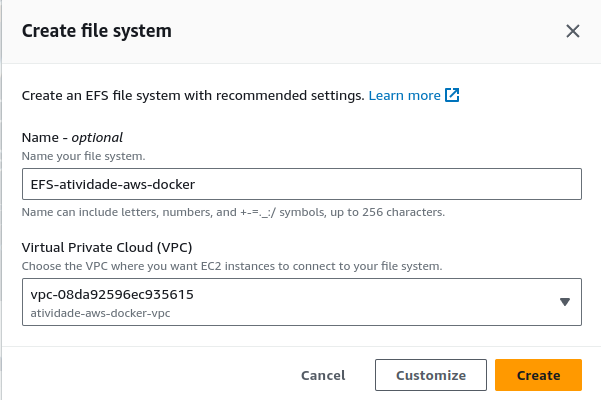 Create file system
Create an EFS file system with recommended settings. Learn more
Name - optional
Name your file system.
EFS-atividade-aws-docker
Name can include letters, numbers, and +-=._:/ symbols, up to 256 characters.
Virtual Private Cloud (VPC)
Choose the VPC where you want EC2 instances to connect to your file system.
vpc-08da92596ec935615
atividade-aws-docker-vpc
Cancel Customize Create